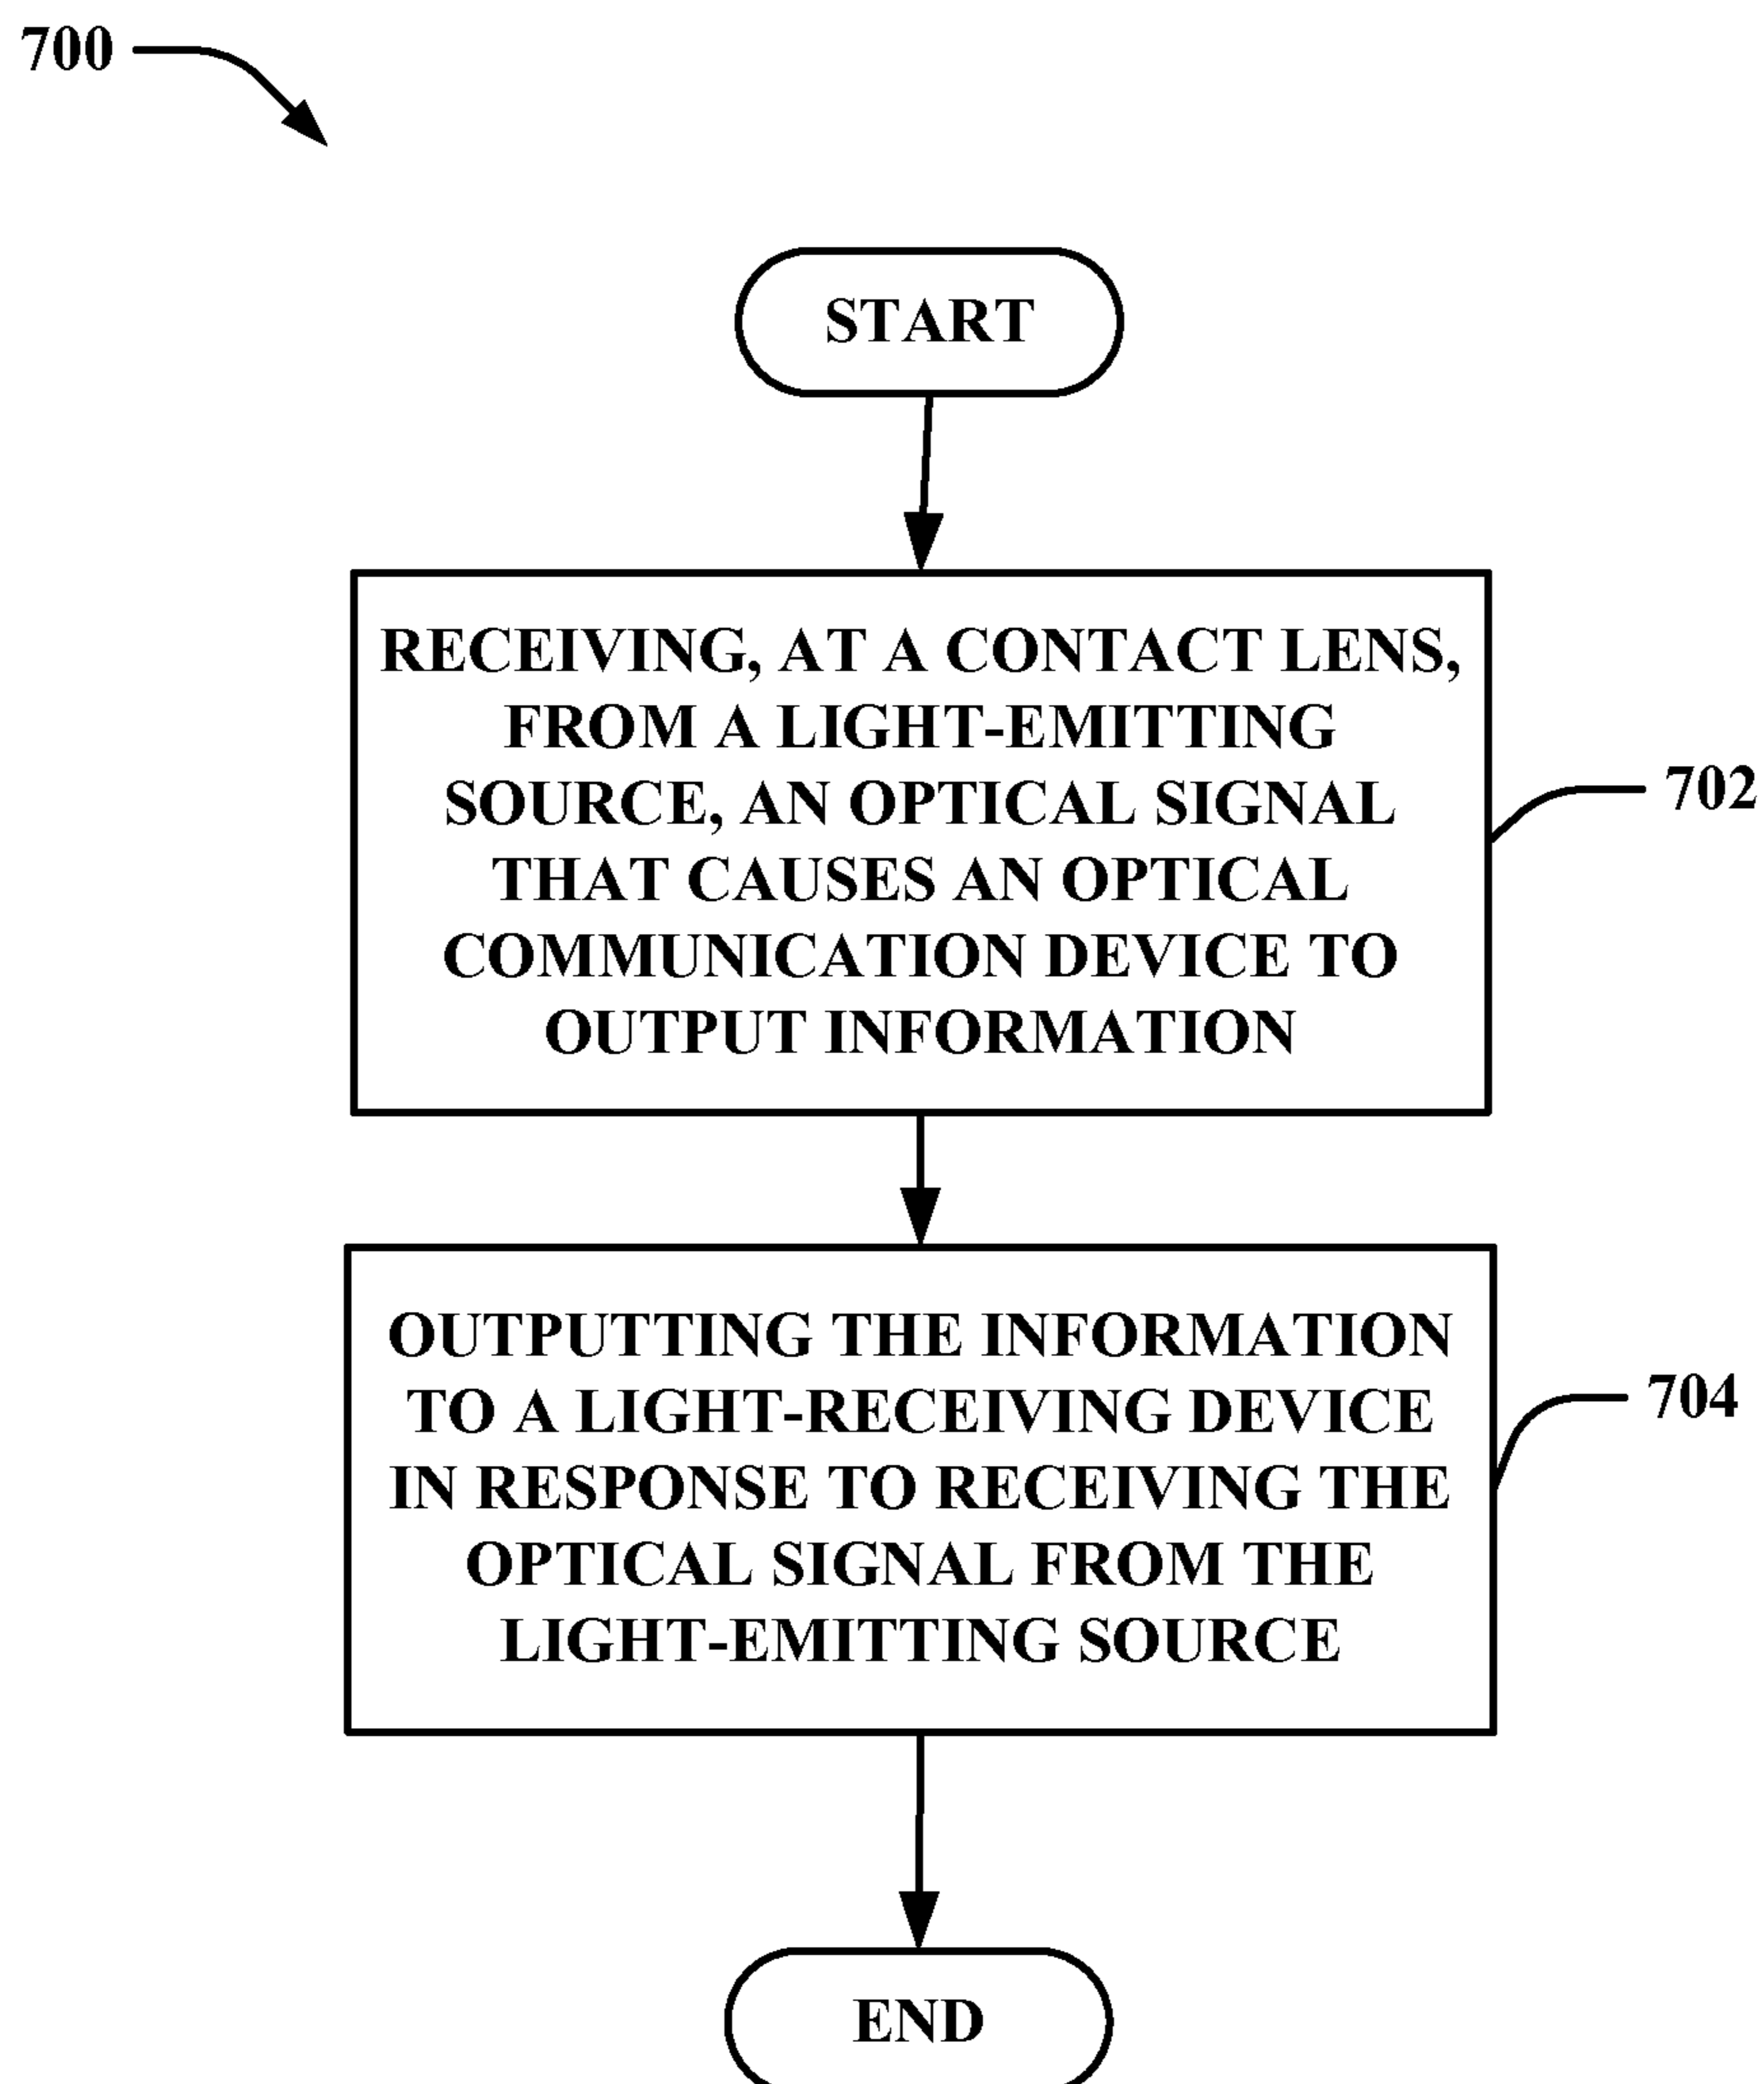 700
START
RECEIVING, AT A CONTACT LENS,
FROM A LIGHT-EMITTING
SOURCE, AN OPTICAL SIGNAL
THAT CAUSES AN OPTICAL
COMMUNICATION DEVICE TO
OUTPUT INFORMATION
702
OUTPUTTING THE INFORMATION
TO A LIGHT-RECEIVING DEVICE
IN RESPONSE TO RECEIVING THE
OPTICAL SIGNAL FROM THE
LIGHT-EMITTING SOURCE
704
END